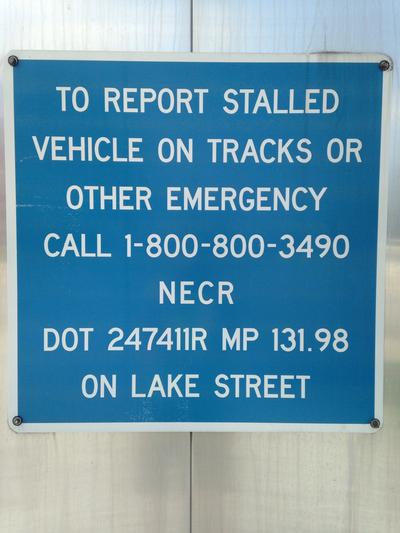 TO REPORT STALLED
VEHICLE ON TRACKS OR
OTHER EMERGENCY
CALL 1-800-800-3490
NECR
DOT 247411R MP 131.98
ON LAKE STREET